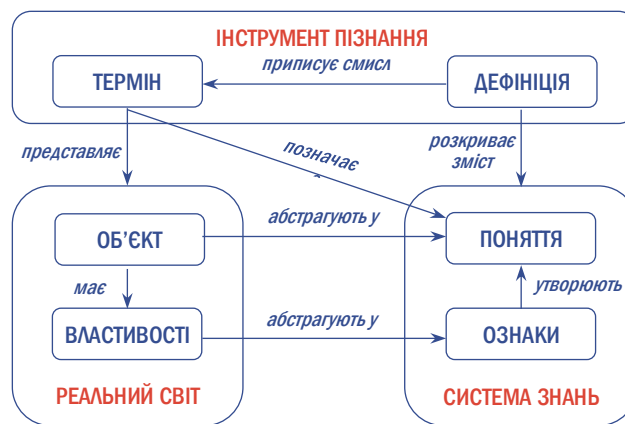 ІНСТРУМЕНТ ПІЗНАННЯ
ТЕРМІН
приписує смисл
ДЕФІНІЦІЯ
представляє
позначає
розкриває
зміст
ОБ’ЄКТ
абстрагують у
ПОНЯТТЯ
має
утворюють
ВЛАСТИВОСТІ
абстрагують у
ОЗНАКИ
РЕАЛЬНИЙ СВІТ
СИСТЕМА ЗНАНЬ